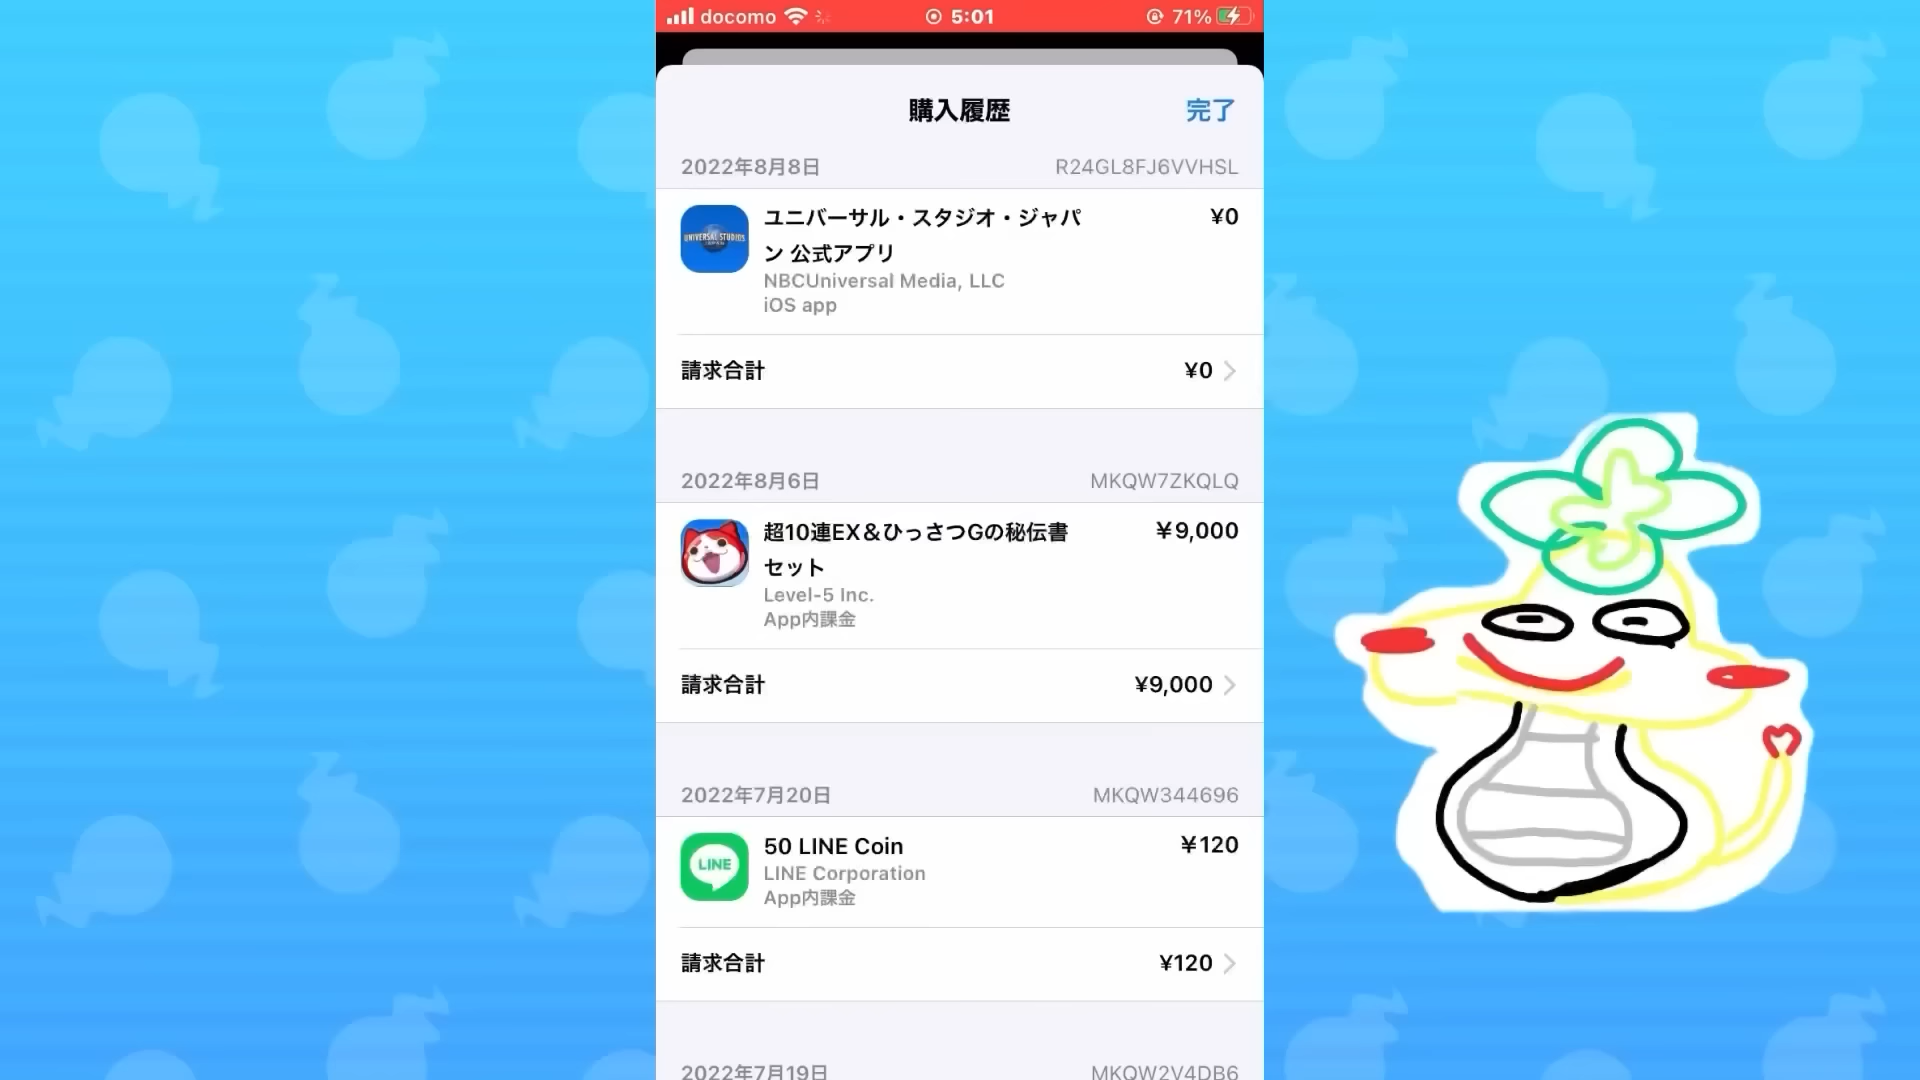 docomo 5:01 71%
購入履歴 完了
2022年8月8日 R24GL8FJ6VVHSL
ユニバーサル・スタジオ・ジャパ ¥0
ン 公式アプリ
UNIVERSAL STUDIOS
NBCUniversal Media, LLC
iOS app
請求合計 ¥0
2022年8月6日 MKQW7ZKQLQ
超10連EX&ひっさつGの秘伝書 ¥9,000
セット
Level-5 Inc.
App内課金
請求合計 ¥9,000
2022年7月20日 MKQW344696
50 LINE Coin ¥120
LINE
LINE Corporation
App内課金
請求合計 ¥120
2022年7月19日 MKQW2V4DB6